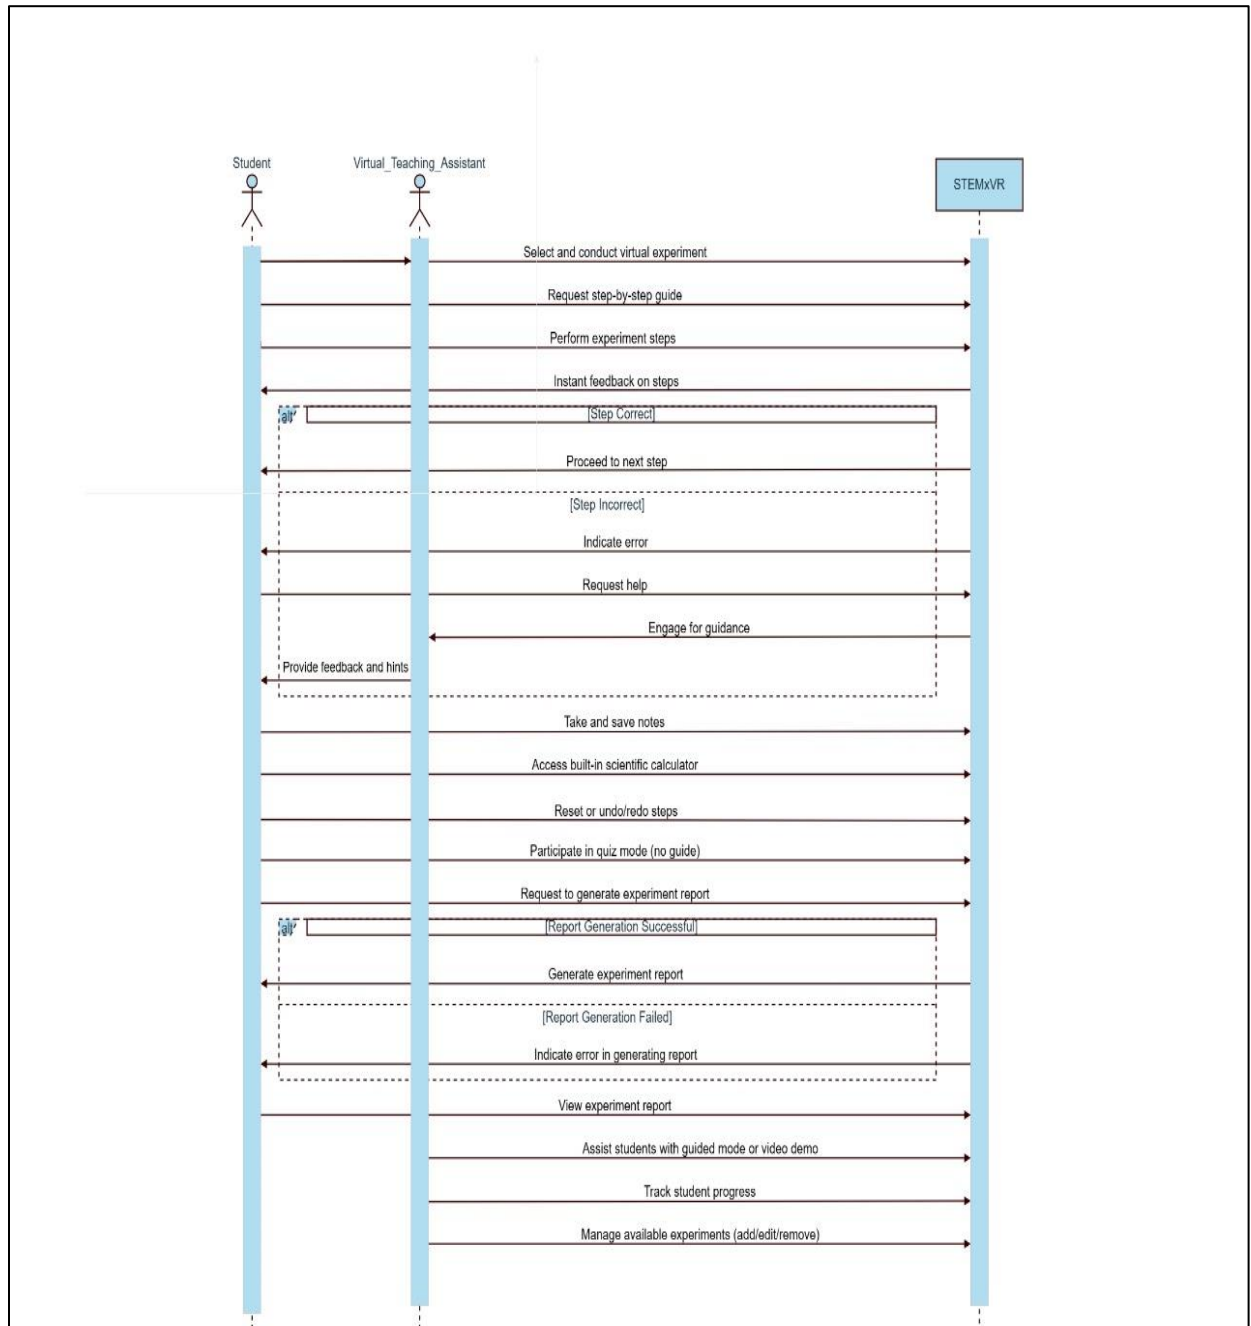 Student
Virtual_Teaching_Assistant
STEMxVR
Select and conduct virtual experiment
Request step-by-step guide
Perform experiment steps
Instant feedback on steps
alt
[Step Correct]
Proceed to next step
[Step Incorrect]
Indicate error
Request help
Engage for guidance
Provide feedback and hints
Take and save notes
Access built-in scientific calculator
Reset or undo/redo steps
Participate in quiz mode (no guide)
Request to generate experiment report
alt
[Report Generation Successful]
Generate experiment report
[Report Generation Failed]
Indicate error in generating report
View experiment report
Assist students with guided mode or video demo
Track student progress
Manage available experiments (add/edit/remove)